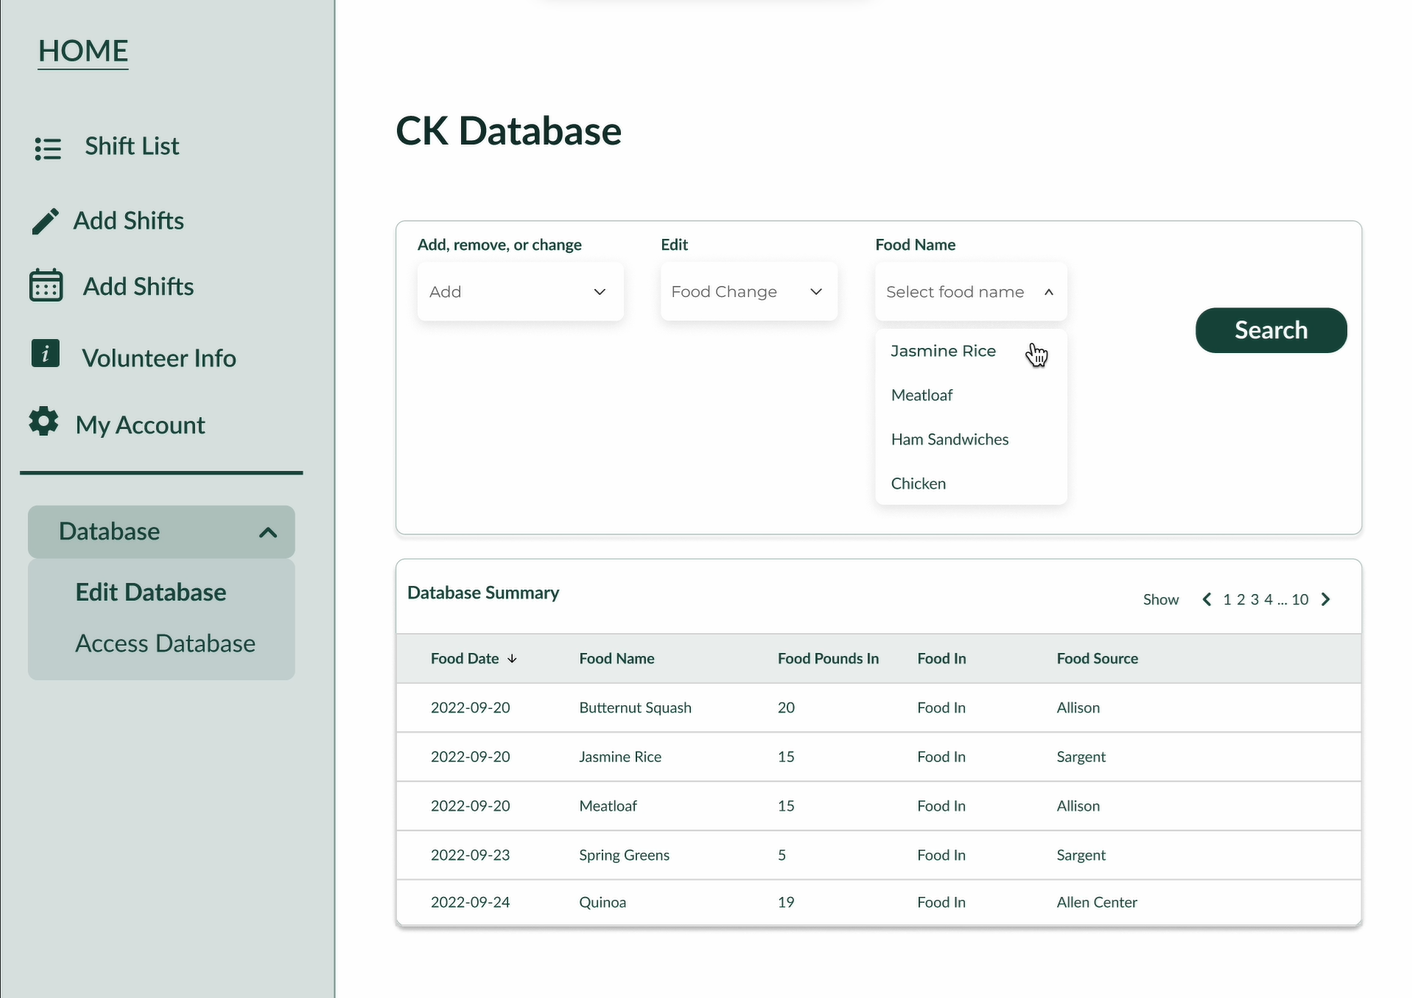 HOME
Shift List
Add Shifts
Add Shifts
i
Volunteer Info
My Account
Database
Edit Database
Access Database
CK Database
Add, remove, or change
Edit
Food Name
Add
Food Change
Select food name
Search
Jasmine Rice
Meatloaf
Ham Sandwiches
Chicken
Database Summary
Show 1 2 3 4 ... 10
Food Date Food Name Food Pounds In Food In Food Source
2022-09-20 Butternut Squash 20 Food In Allison
2022-09-20 Jasmine Rice 15 Food In Sargent
2022-09-20 Meatloaf 15 Food In Allison
2022-09-23 Spring Greens 5 Food In Sargent
2022-09-24 Quinoa 19 Food In Allen Center